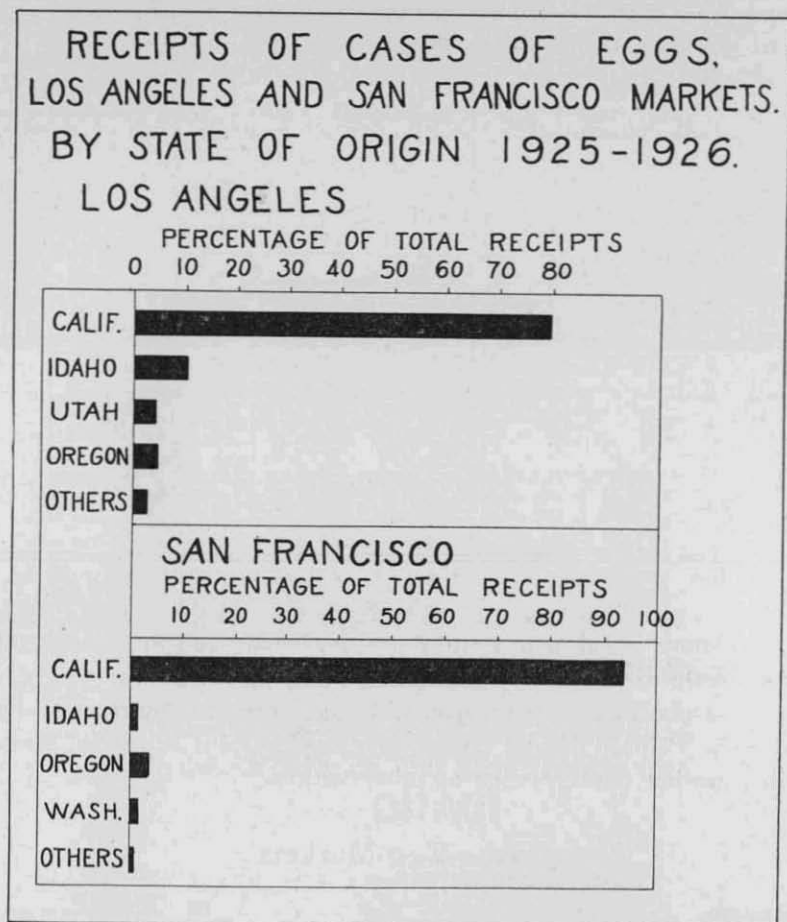 RECEIPTS OF CASES OF EGGS,
LOS ANGELES AND SAN FRANCISCO MARKETS.
BY STATE OF ORIGIN 1925-1926.
LOS ANGELES
PERCENTAGE OF TOTAL RECEIPTS
0 10 20 30 40 50 60 70 80
CALIF.
IDAHO
UTAH
OREGON
OTHERS
SAN FRANCISCO
PERCENTAGE OF TOTAL RECEIPTS
10 20 30 40 50 60 70 80 90 100
CALIF.
IDAHO
OREGON
WASH.
OTHERS